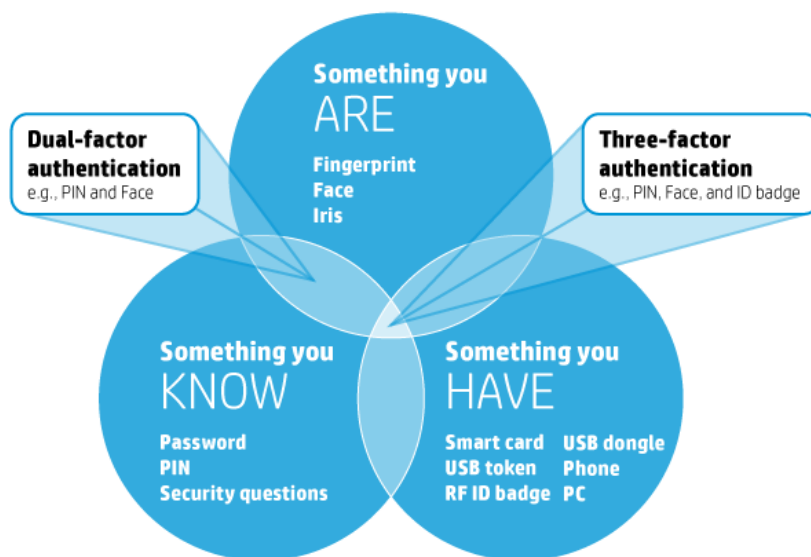 Something you
ARE
Fingerprint
Face
Iris
Dual-factor
authentication
e.g., PIN and Face
Three-factor
authentication
e.g., PIN, Face, and ID badge
Something you
KNOW
Password
PIN
Security questions
Something you
HAVE
Smart card USB dongle
USB token Phone
RF ID badge PC